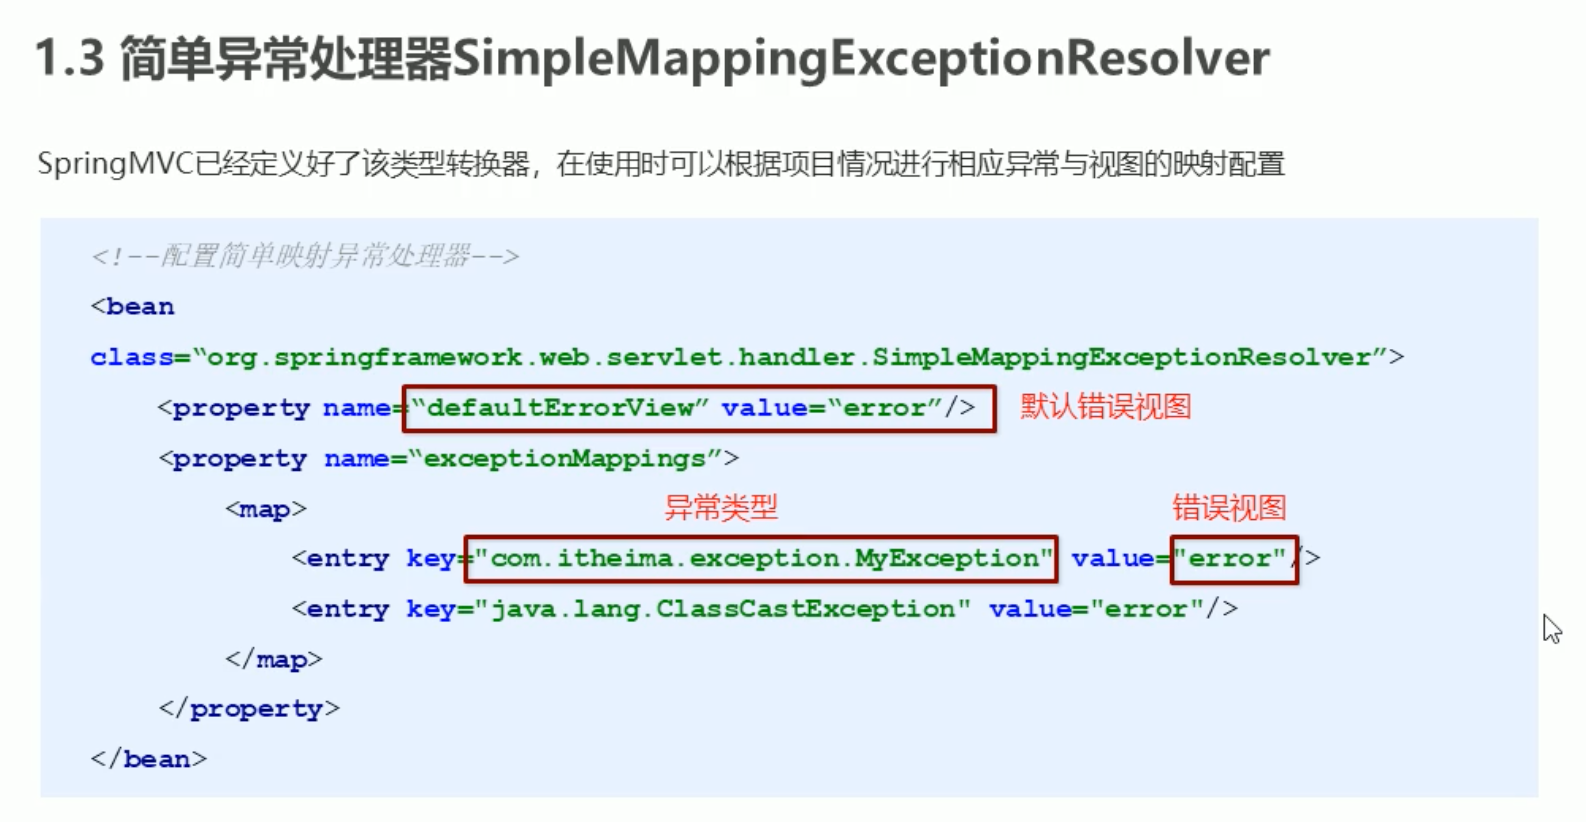 1.3 简单异常处理器SimpleMappingExceptionResolver
SpringMVC已经定义好了该类型转换器，在使用时可以根据项目情况进行相应异常与视图的映射配置
<!--配置简单映射异常处理器-->
<bean
class=“org.springframework.web.servlet.handler.SimpleMappingExceptionResolver”>
<property name=“defaultErrorView” value=“error”/> 默认错误视图
<property name=“exceptionMappings”>
<map> 异常类型 错误视图
<entry key="com.itheima.exception.MyException" value="error"/>
<entry key="java.lang.ClassCastException" value="error"/>
</map>
</property>
</bean>